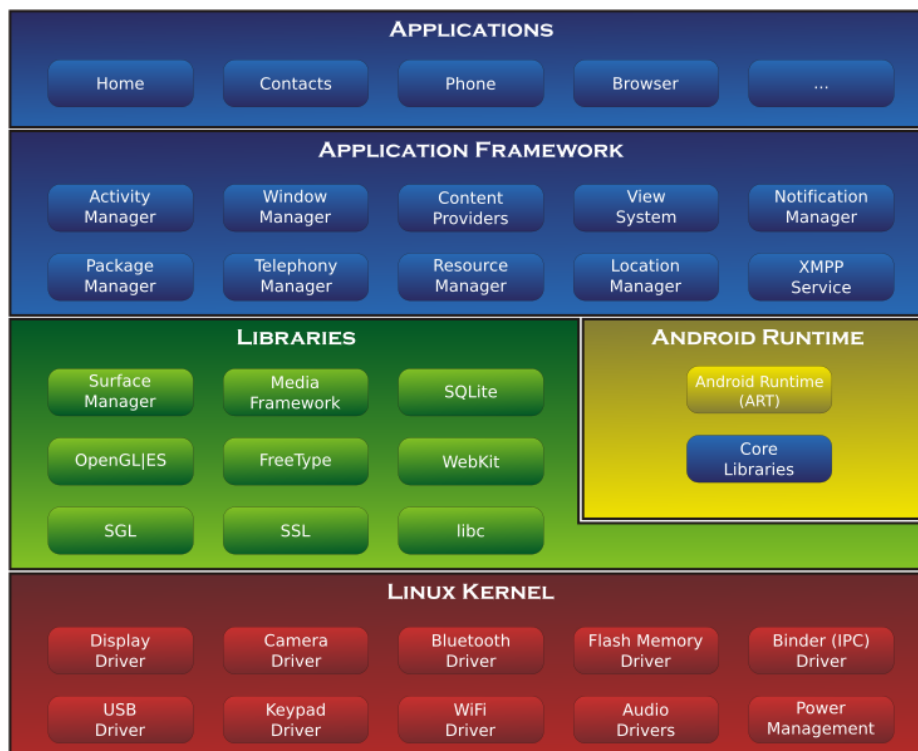 APPLICATIONS
Home
Contacts
Phone
Browser
...
APPLICATION FRAMEWORK
Activity
Manager
Window
Manager
Content
Providers
View
System
Notification
Manager
Package
Manager
Telephony
Manager
Resource
Manager
Location
Manager
XMPP
Service
LIBRARIES
Surface
Manager
Media
Framework
SQLite
OpenGL|ES
FreeType
WebKit
SGL
SSL
libc
ANDROID RUNTIME
Android Runtime
(ART)
Core
Libraries
LINUX KERNEL
Display
Driver
Camera
Driver
Bluetooth
Driver
Flash Memory
Driver
Binder (IPC)
Driver
USB
Driver
Keypad
Driver
WiFi
Driver
Audio
Drivers
Power
Management